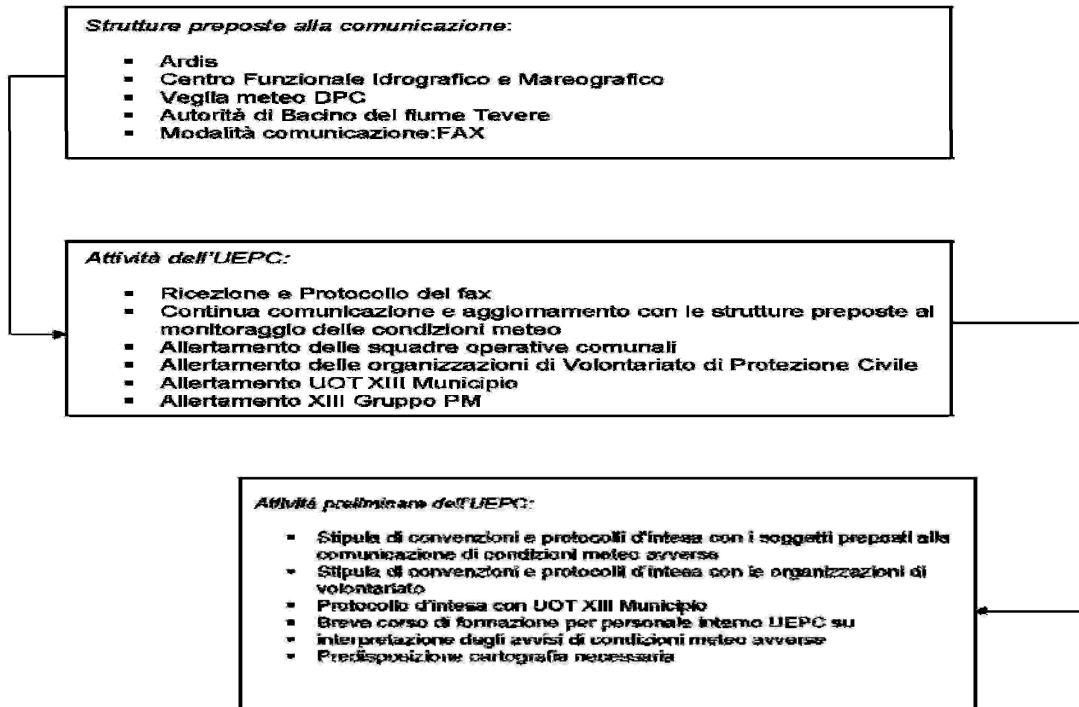 Strutture preposte alla comunicazione:
▪ Ardis
▪ Centro Funzionale Idrografico e Mareografico
▪ Veglia meteo DPC
▪ Autorità di Bacino del fiume Tevere
▪ Modalità comunicazione:FAX
Attività dell'UEPC:
▪ Ricezione e Protocollo del fax
▪ Continua comunicazione e aggiornamento con le strutture preposte al
monitoraggio delle condizioni meteo
▪ Allertamento delle squadre operative comunali
▪ Allertamento delle organizzazioni di Volontariato di Protezione Civile
▪ Allertamento UOT XIII Municipio
▪ Allertamento XIII Gruppo PM
Attività preliminare dell'UEPC:
▪ Stipula di convenzioni e protocolli d'intesa con i soggetti preposti alla
comunicazione di condizioni meteo avverse
▪ Stipula di convenzioni e protocolli d'intesa con le organizzazioni di
volontariato
▪ Protocollo d'intesa con UOT XIII Municipio
▪ Breve corso di formazione per personale interno UEPC su
▪ interpretazione degli avvisi di condizioni meteo avverse
▪ Predisposizione cartografia necessaria